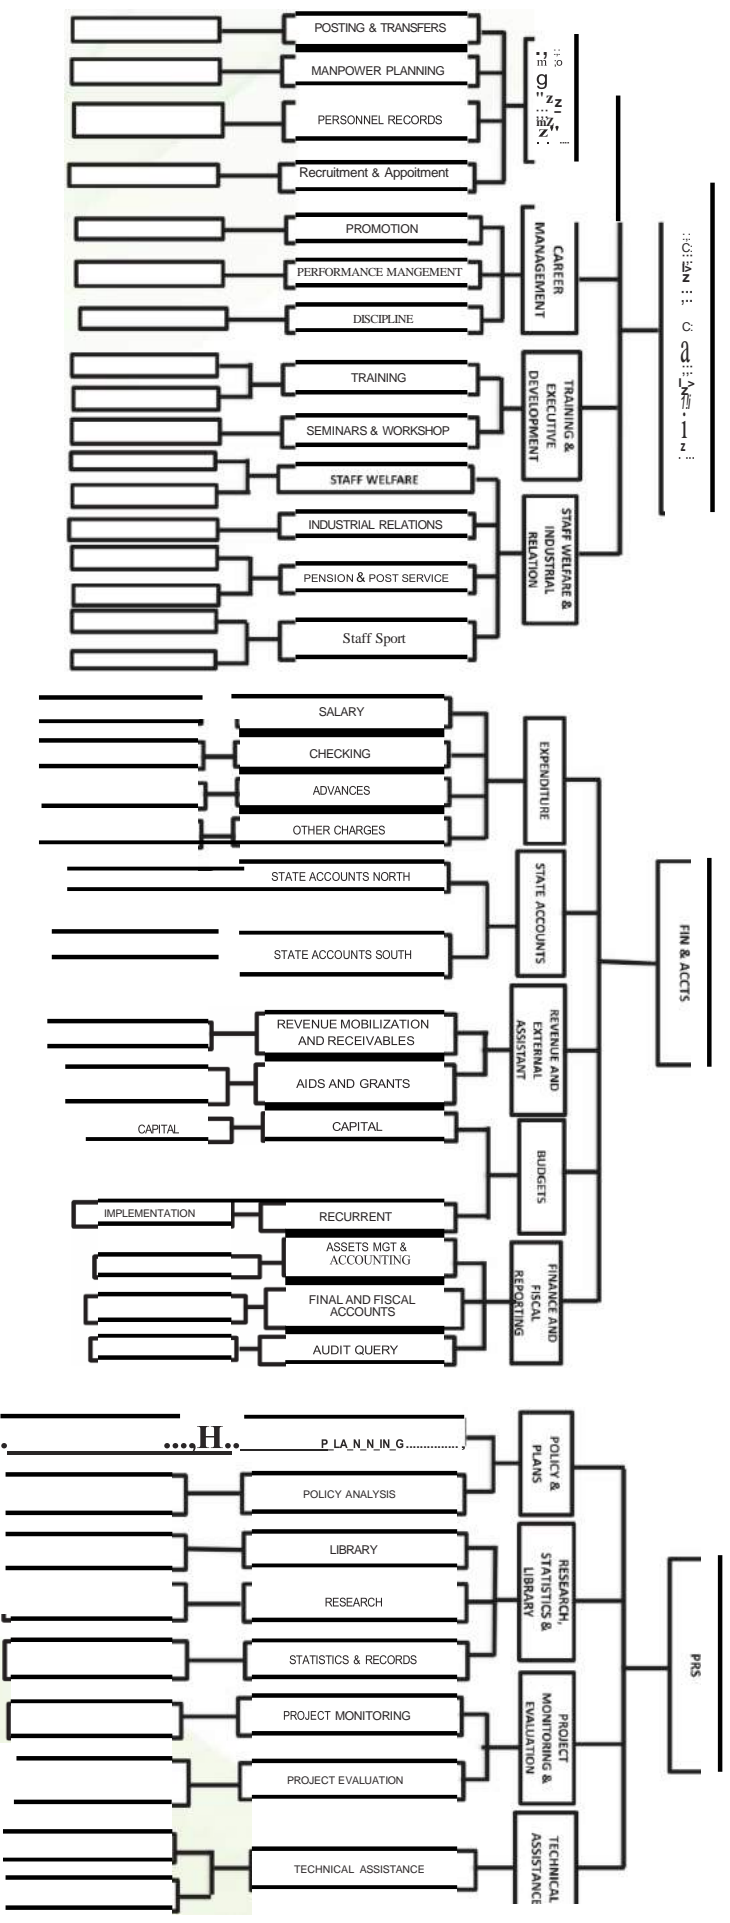 POSTING & TRANSFERS
MANPOWER PLANNING
PERSONNEL RECORDS
Recruitment & Appoitment
PROMOTION
PERFORMANCE MANGEMENT
DISCIPLINE
CAREER
MANAGEMENT
TRAINING
SEMINARS & WORKSHOP
TRAINING &
EXECUTIVE
DEVELOPMENT
STAFF WELFARE
INDUSTRIAL RELATIONS
PENSION & POST SERVICE
Staff Sport
STAFF WELFARE &
INDUSTRIAL
RELATION
SALARY
CHECKING
ADVANCES
OTHER CHARGES
EXPENDITURE
STATE ACCOUNTS NORTH
STATE ACCOUNTS SOUTH
STATE ACCOUNTS
FIN & ACCTS
REVENUE MOBILIZATION
AND RECEIVABLES
AIDS AND GRANTS
REVENUE AND
EXTERNAL
ASSISTANT
CAPITAL
CAPITAL
IMPLEMENTATION
RECURRENT
BUDGETS
ASSETS MGT &
ACCOUNTING
FINAL AND FISCAL
ACCOUNTS
AUDIT QUERY
FINANCE AND
FISCAL
REPORTING
P_LA_N_N_IN_G
POLICY ANALYSIS
POLICY &
PLANS
LIBRARY
RESEARCH
STATISTICS & RECORDS
RESEARCH,
STATISTICS &
LIBRARY
PRS
PROJECT MONITORING
PROJECT EVALUATION
PROJECT
MONITORING &
EVALUATION
TECHNICAL ASSISTANCE
TECHNICAL
ASSISTANCE